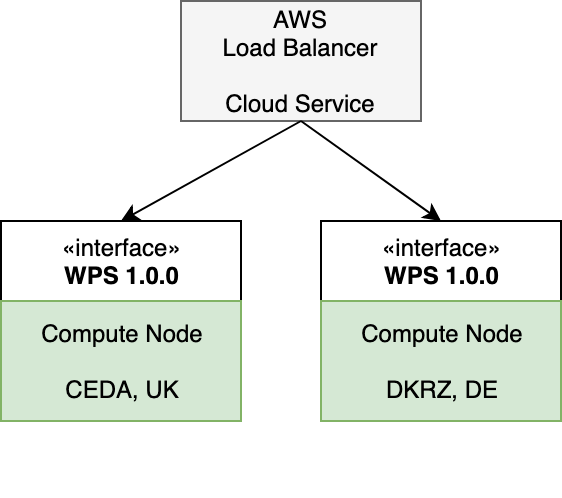 AWS
Load Balancer
Cloud Service
«interface»
WPS 1.0.0
Compute Node
CEDA, UK
«interface»
WPS 1.0.0
Compute Node
DKRZ, DE